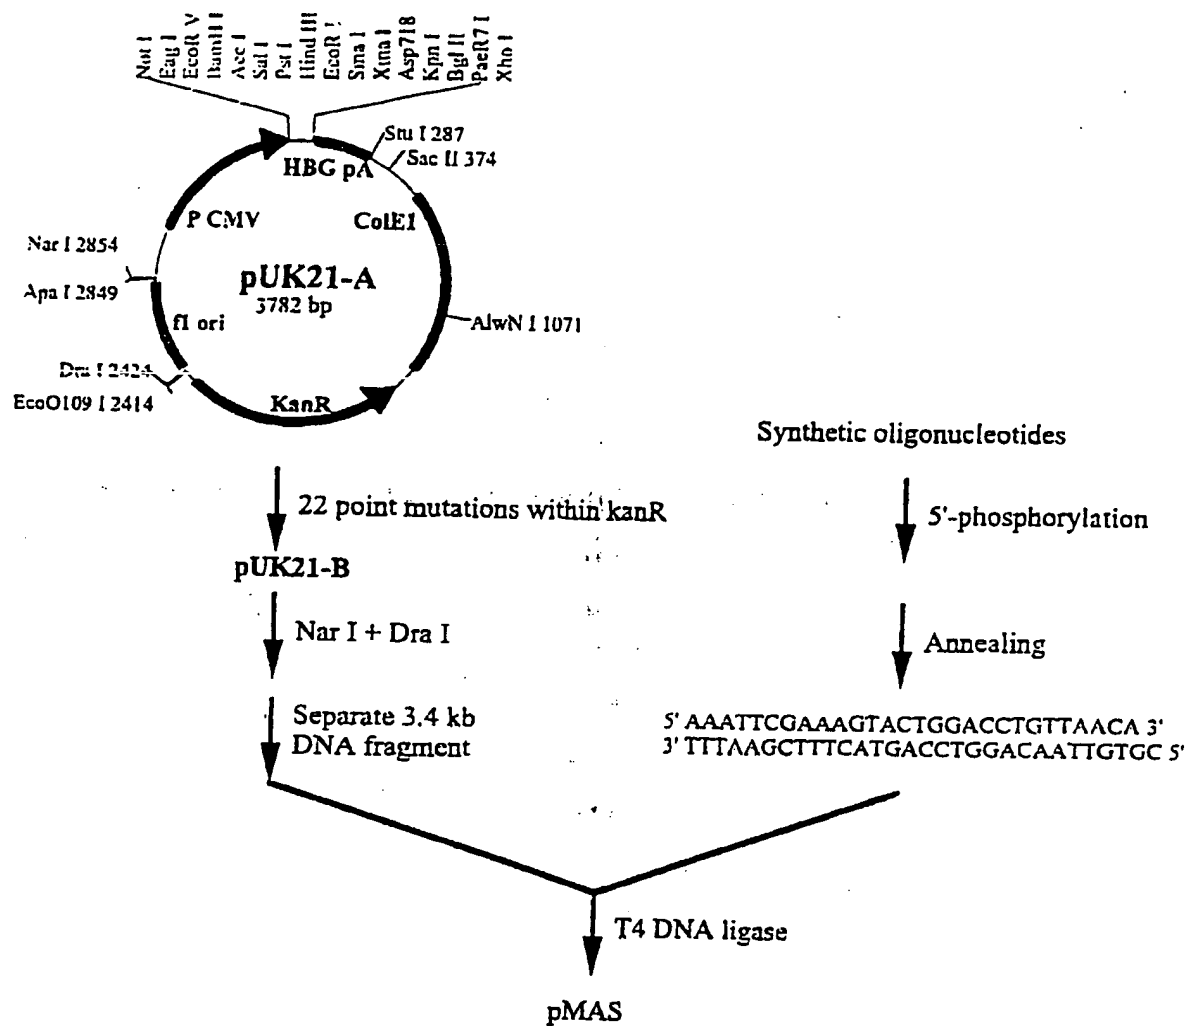 Not I
Eag I
EcoR V
BamH I
Acc I
Sal I
Pst I
Hind III
EcoR I
Sma I
Xma I
Asp718
Kpn I
Bgl II
PaeR7 I
Xho I
Stu I 287
Sac II 374
HBG pA
P CMV
ColE1
Nar I 2854
pUK21-A
3782 bp
Apa I 2849
f1 ori
AlwN I 1071
Dra I 2424
EcoO109 I 2414
KanR
Synthetic oligonucleotides
22 point mutations within kanR
5'-phosphorylation
pUK21-B
Nar I + Dra I
Annealing
Separate 3.4 kb
DNA fragment
5' AAATTCGAAAGTACTGGACCTGTTAACA 3'
3' TTTAAGCTTTCATGACCTGGACAATTGTGC 5'
T4 DNA ligase
pMAS